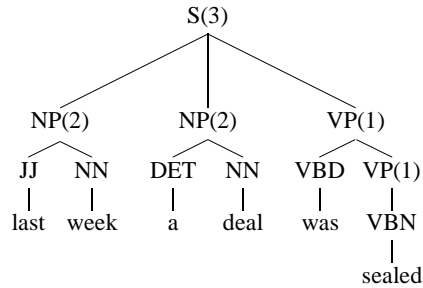 S(3)
NP(2) NP(2) VP(1)
JJ NN DET NN VBD VP(1)
last week a deal was VBN
sealed